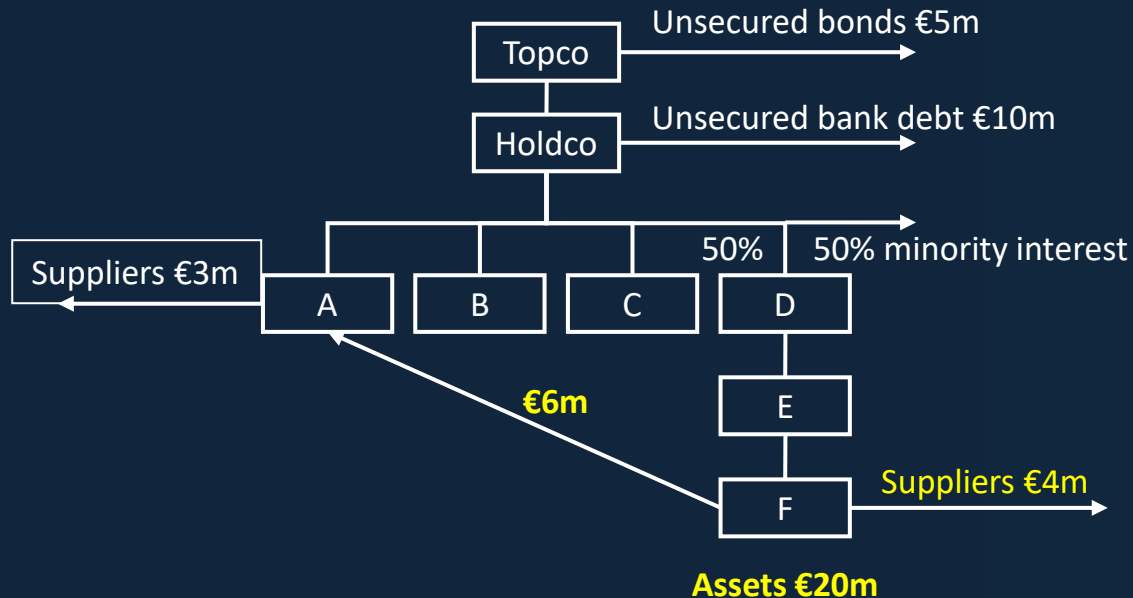 Unsecured bonds €5m
Topco
Unsecured bank debt €10m
Holdco
50%
50% minority interest
Suppliers €3m
A
B
C
D
€6m
E
Suppliers €4m
F
Assets €20m